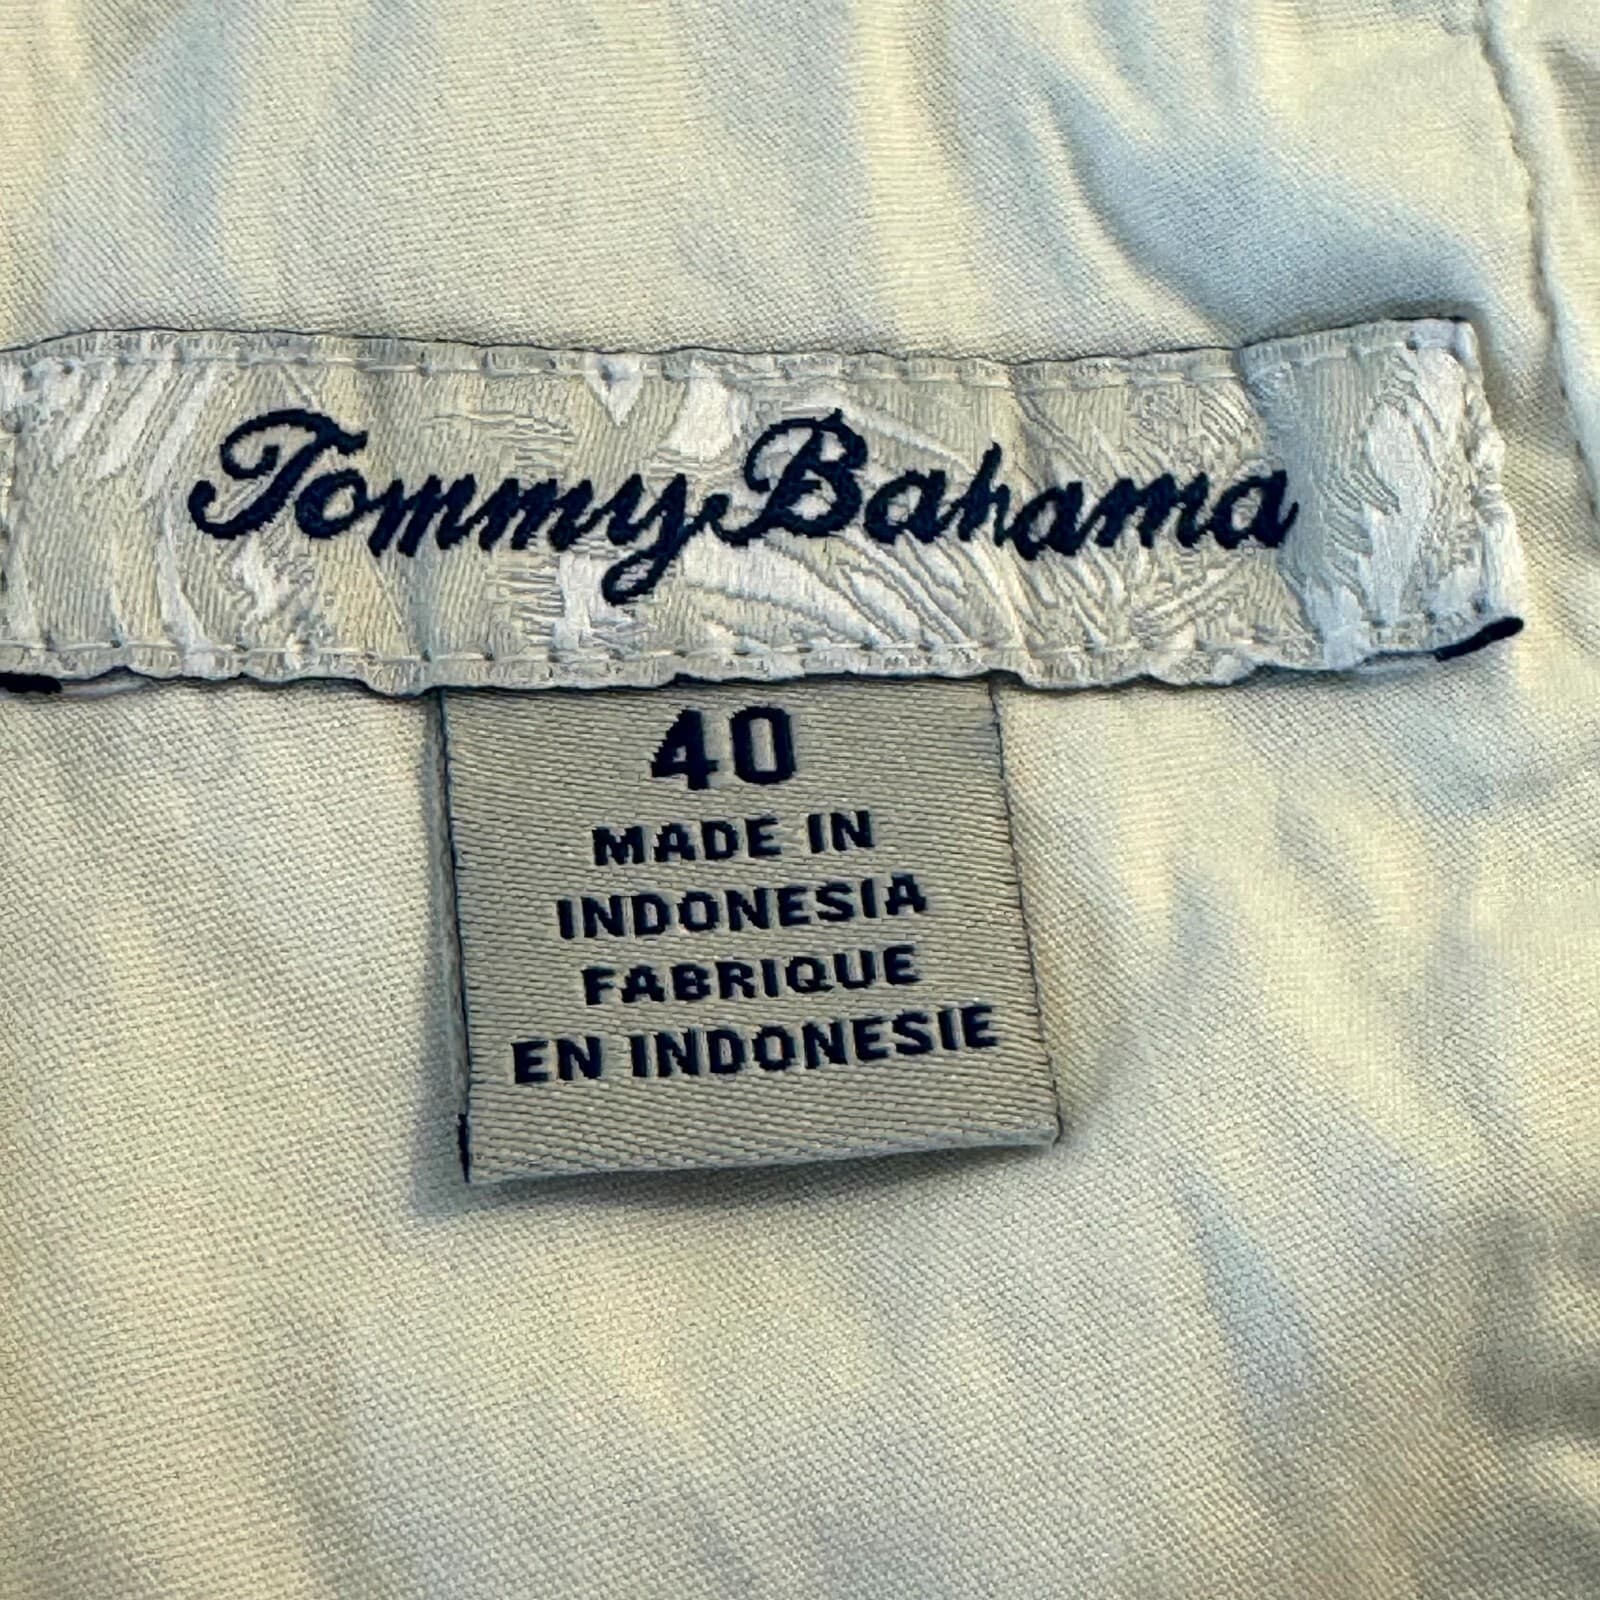 Tommy Bahama
40
MADE IN
INDONESIA
FABRIQUE
EN INDONESIE